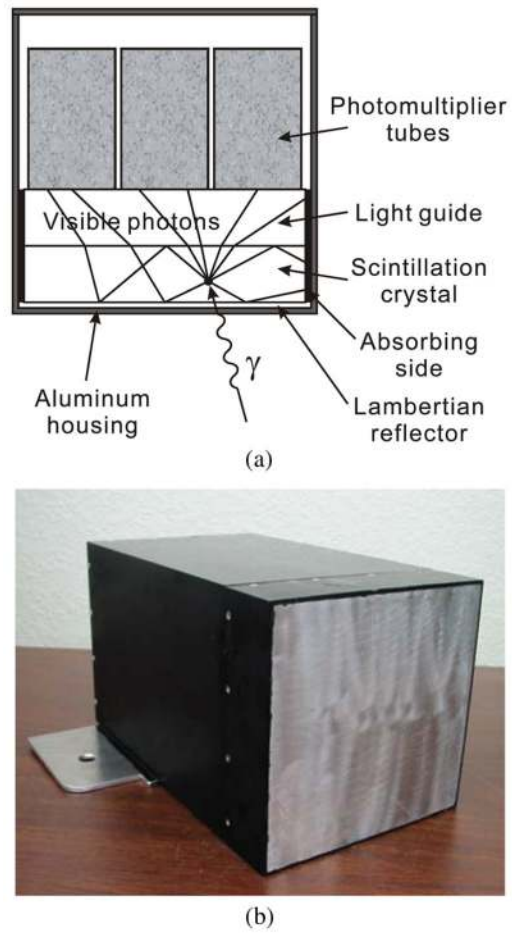 Photomultiplier
tubes
Visible photons
Light guide
Scintillation
crystal
Absorbing
side
γ
Aluminum
housing
Lambertian
reflector
(a)
(b)